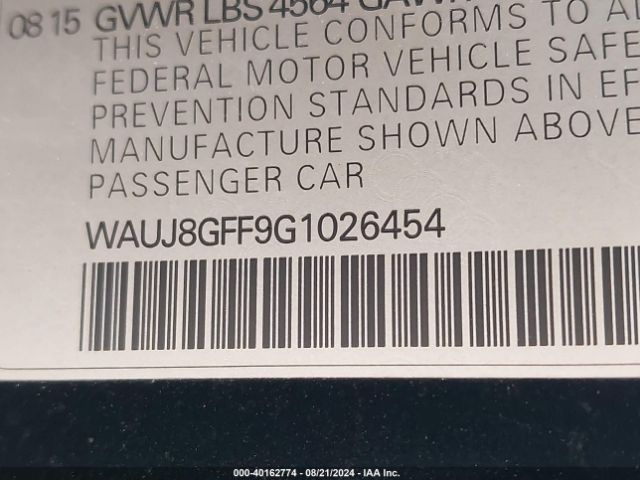 08 15 GVWR LBS 4564
THIS VEHICLE CONFORMS TO
FEDERAL MOTOR VEHICLE
PREVENTION STANDARDS IN
MANUFACTURE SHOWN ABOVE
PASSENGER CAR
WAUJ8GFF9G1026454
000-40162774 - 08/21/2024 - IAA Inc.